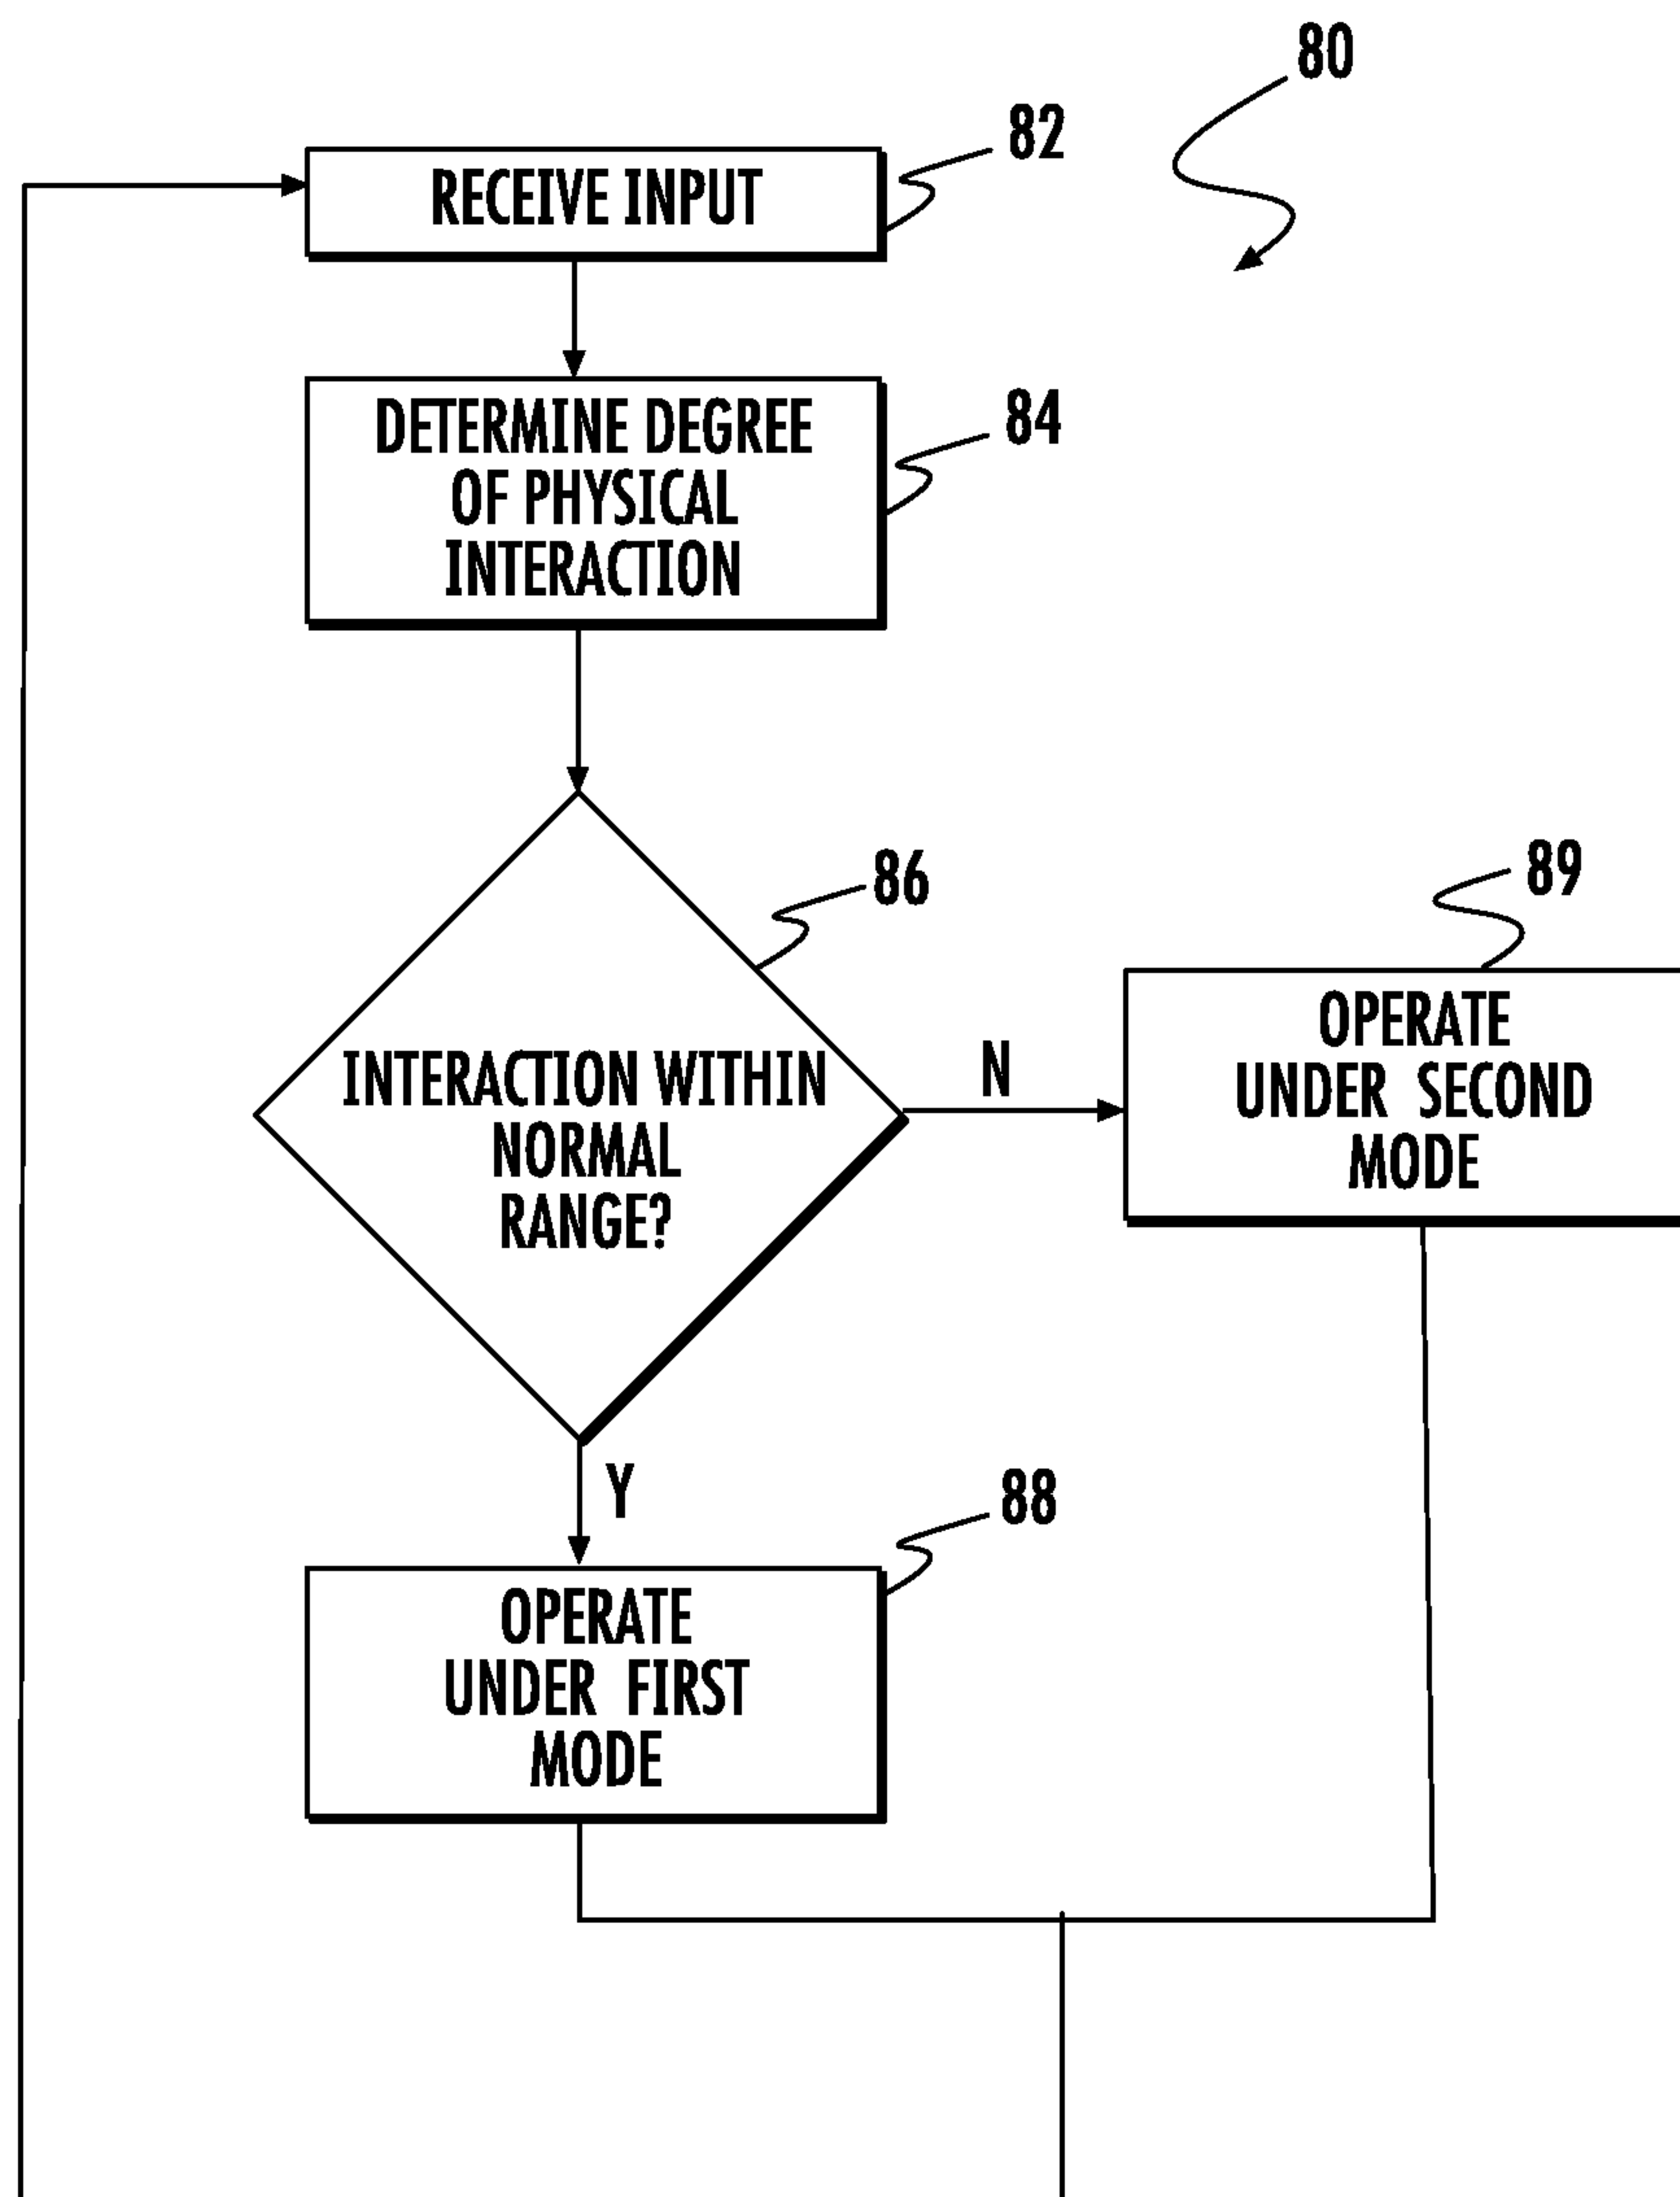 80
82
RECEIVE INPUT
84
DETERMINE DEGREE
OF PHYSICAL
INTERACTION
86
INTERACTION WITHIN
NORMAL
RANGE?
N
89
OPERATE
UNDER SECOND
MODE
Y
88
OPERATE
UNDER FIRST
MODE